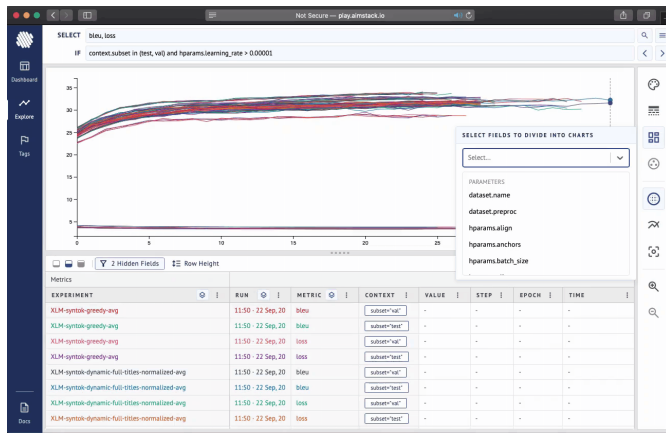 Not Secure — play.aimstack.io
SELECT bleu, loss
IF context.subset in (test, val) and hparams.learning_rate > 0.00001
Dashboard
Explore
Tags
Docs
35
30
25
20
15
10
5
0 5 10 15 20 25
SELECT FIELDS TO DIVIDE INTO CHARTS
Select...
PARAMETERS
dataset.name
dataset.preproc
hparams.align
hparams.anchors
hparams.batch_size
2 Hidden Fields Row Height
Metrics
EXPERIMENT RUN METRIC CONTEXT VALUE STEP EPOCH TIME
XLM-syntok-greedy-avg 11:50 - 22 Sep, 20 bleu subset="val" - - - -
XLM-syntok-greedy-avg 11:50 - 22 Sep, 20 bleu subset="test" - - - -
XLM-syntok-greedy-avg 11:50 - 22 Sep, 20 loss subset="val" - - - -
XLM-syntok-greedy-avg 11:50 - 22 Sep, 20 loss subset="test" - - - -
XLM-syntok-dynamic-full-titles-normalized-avg 11:50 - 22 Sep, 20 bleu subset="val" - - - -
XLM-syntok-dynamic-full-titles-normalized-avg 11:50 - 22 Sep, 20 bleu subset="test" - - - -
XLM-syntok-dynamic-full-titles-normalized-avg 11:50 - 22 Sep, 20 loss subset="val" - - - -
XLM-syntok-dynamic-full-titles-normalized-avg 11:50 - 22 Sep, 20 loss subset="test" - - - -